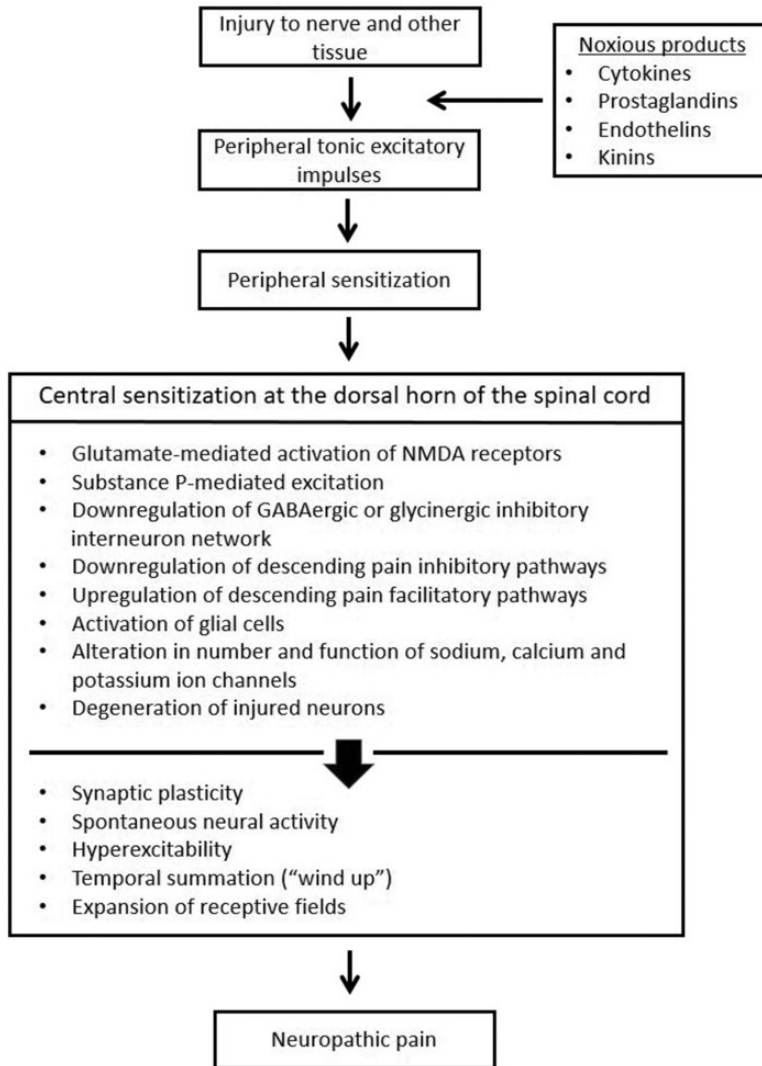 Injury to nerve and other
tissue
Noxious products
• Cytokines
• Prostaglandins
• Endothelins
• Kinins
Peripheral tonic excitatory
impulses
Peripheral sensitization
Central sensitization at the dorsal horn of the spinal cord
• Glutamate-mediated activation of NMDA receptors
• Substance P-mediated excitation
• Downregulation of GABAergic or glycinergic inhibitory
interneuron network
• Downregulation of descending pain inhibitory pathways
• Upregulation of descending pain facilitatory pathways
• Activation of glial cells
• Alteration in number and function of sodium, calcium and
potassium ion channels
• Degeneration of injured neurons
• Synaptic plasticity
• Spontaneous neural activity
• Hyperexcitability
• Temporal summation (“wind up”)
• Expansion of receptive fields
Neuropathic pain